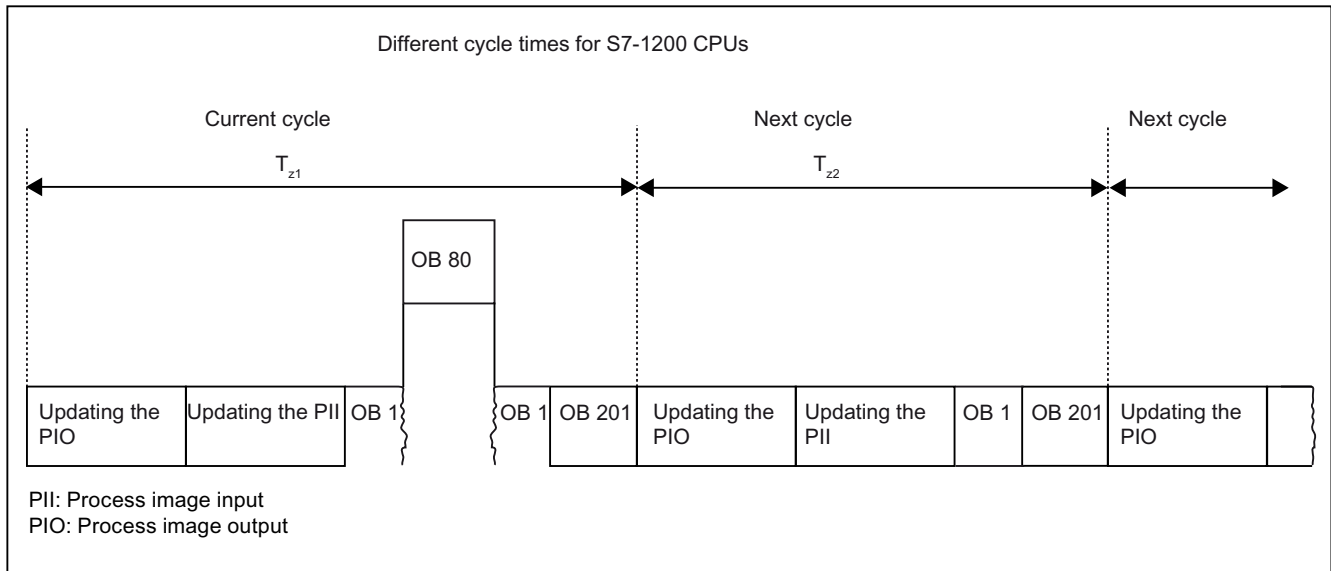 Different cycle times for S7-1200 CPUs
Current cycle
Next cycle
Next cycle
Tz1
Tz2
OB 80
Updating the
PIO
Updating the PII
OB 1
OB 1
OB 201
Updating the
PIO
Updating the
PII
OB 1
OB 201
Updating the
PIO
PII: Process image input
PIO: Process image output